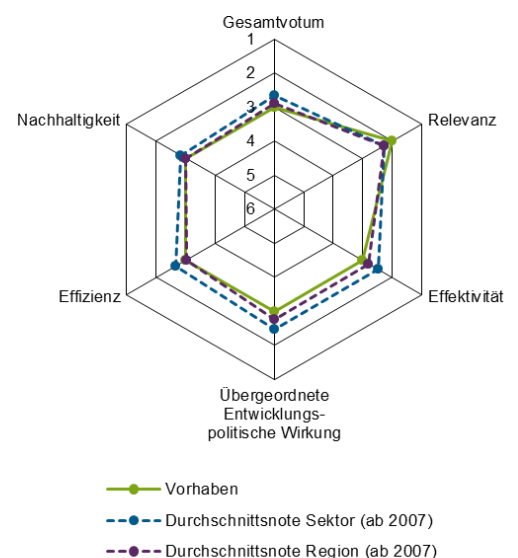 Gesamtvotum
1
2
3
4
5
6
Nachhaltigkeit
Relevanz
Effizienz
Effektivität
Übergeordnete
Entwicklungs-
politische Wirkung
Vorhaben
Durchschnittsnote Sektor (ab 2007)
Durchschnittsnote Region (ab 2007)